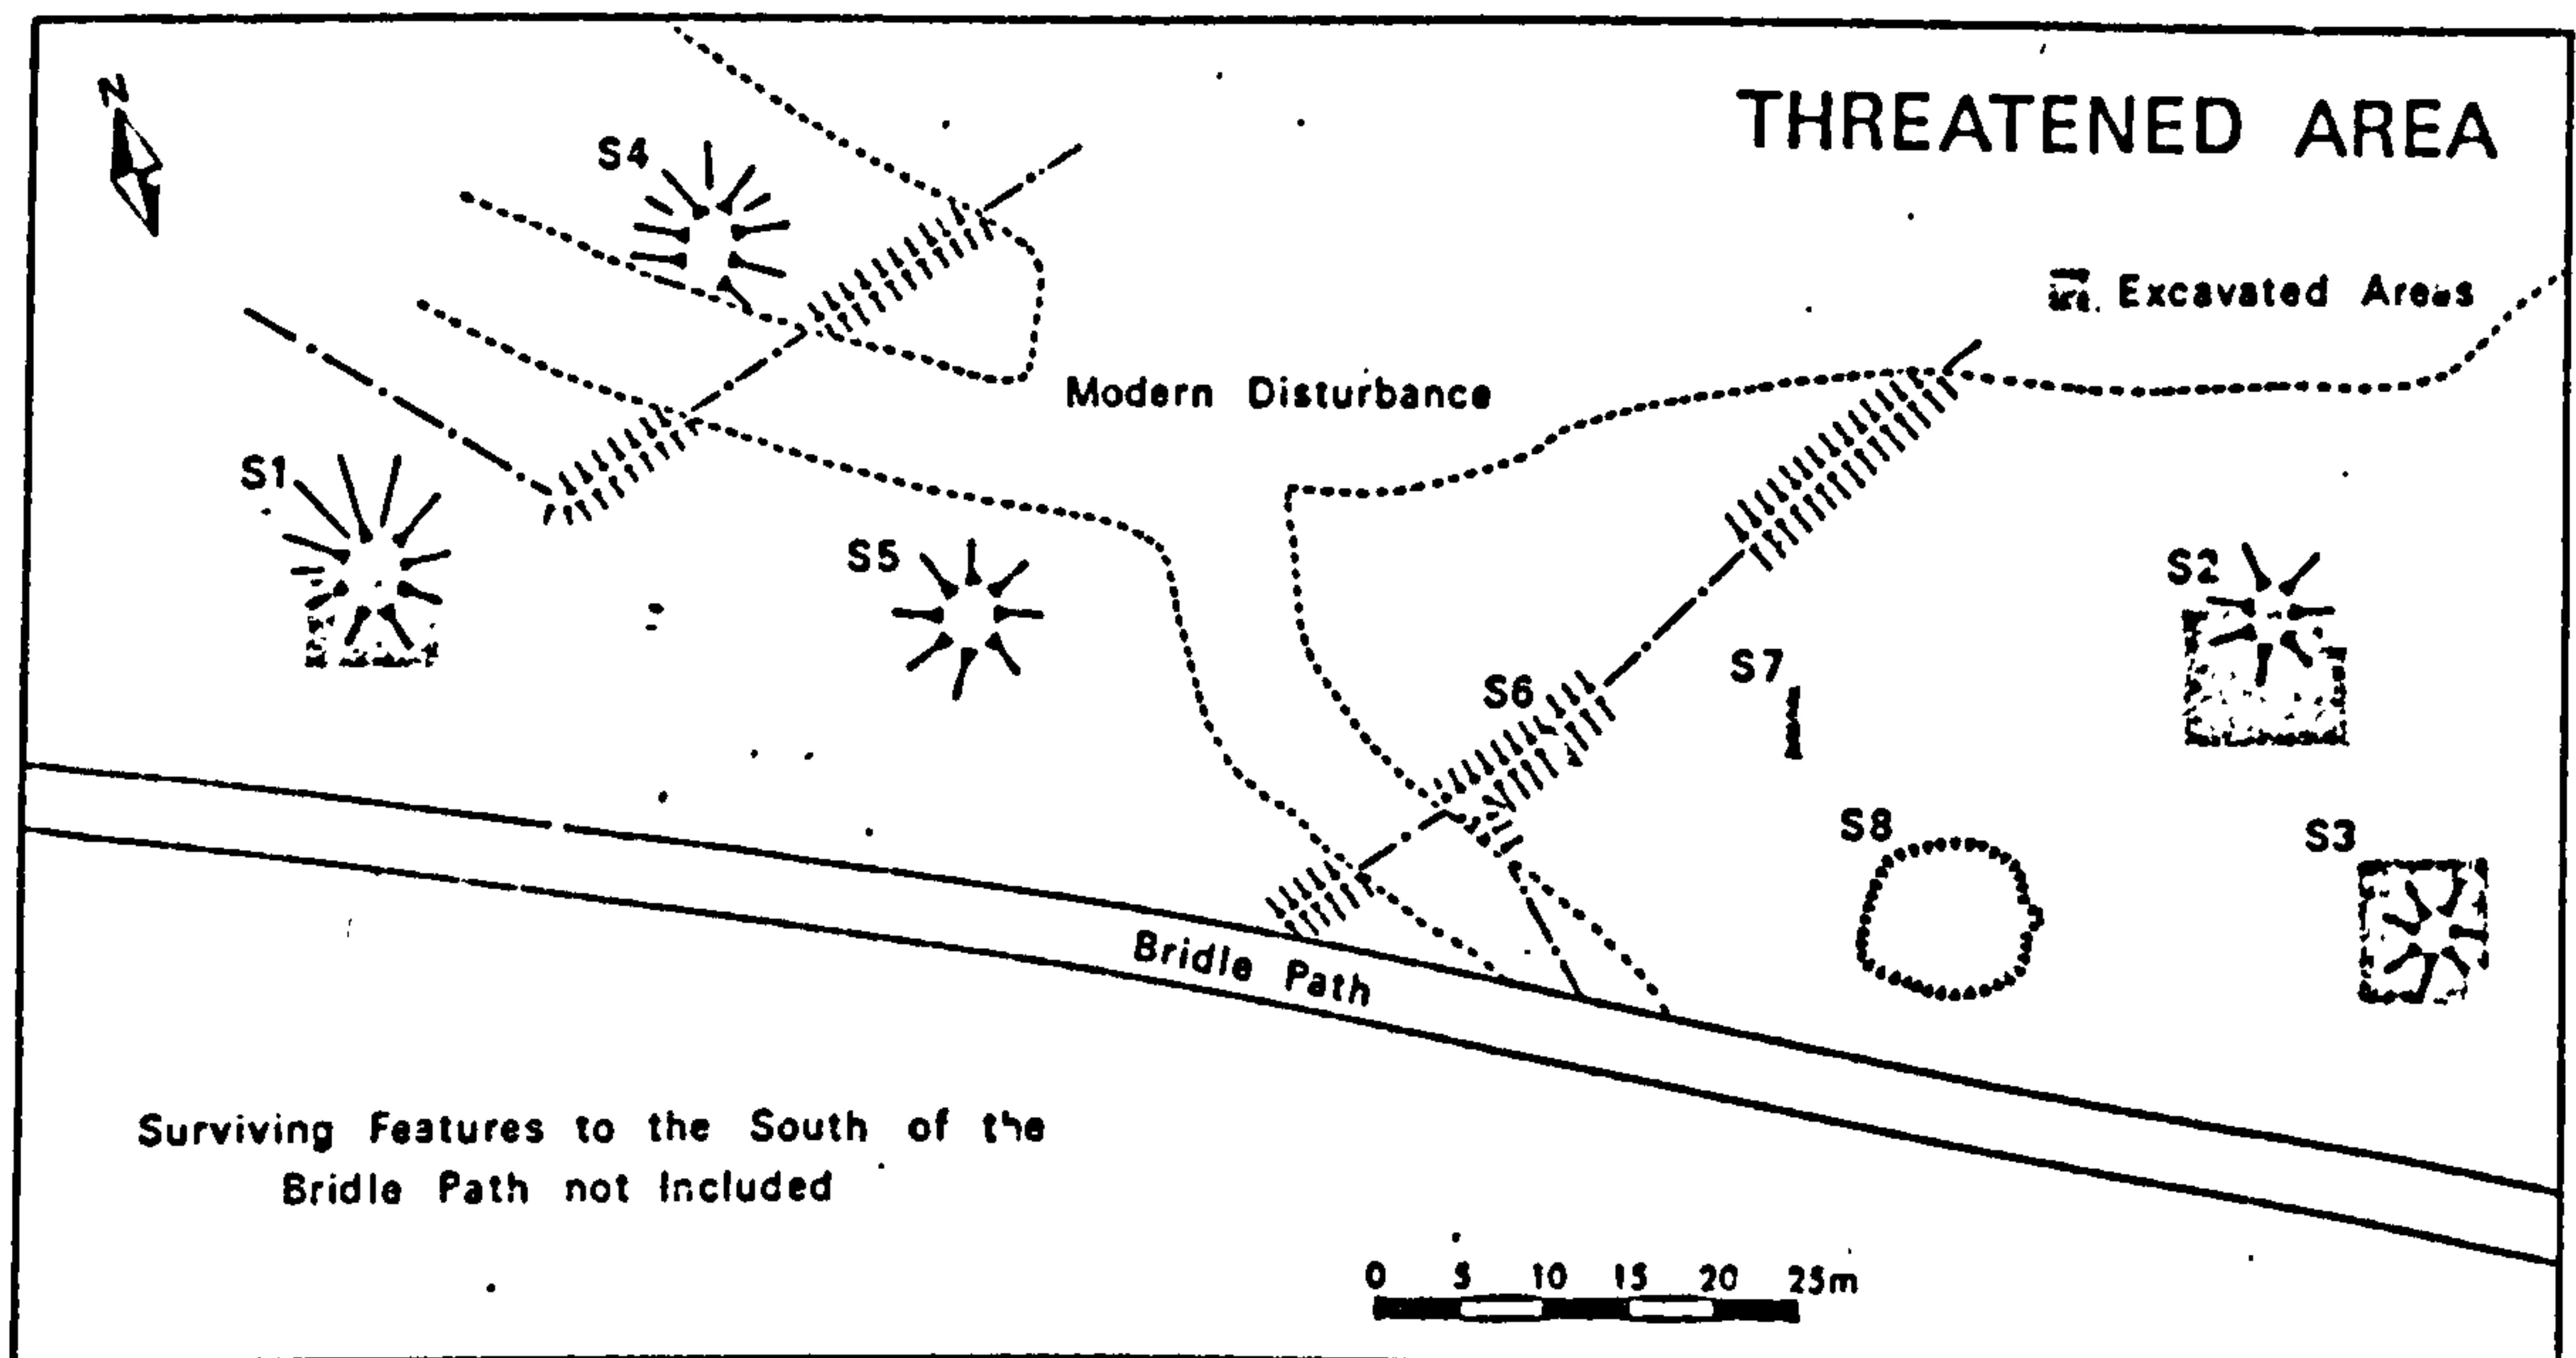 N
THREATENED AREA
S4
Excavated Areas
Modern Disturbance
S1
S5
S2
S7
S6
S8
S3
Bridle Path
Surviving Features to the South of the
Bridle Path not Included
0 5 10 15 20 25m